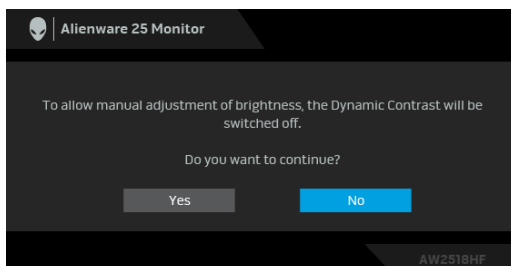 Alienware 25 Monitor
To allow manual adjustment of brightness, the Dynamic Contrast will be
switched off.
Do you want to continue?
Yes
No
AW2518HF